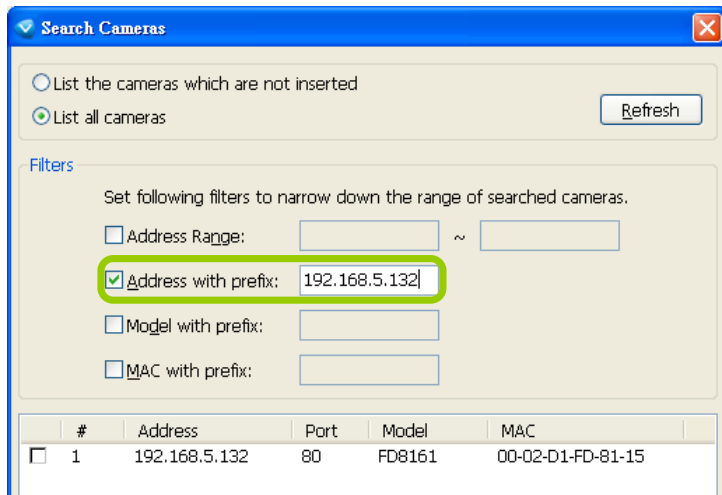 Search Cameras
List the cameras which are not inserted
List all cameras
Refresh
Filters
Set following filters to narrow down the range of searched cameras.
Address Range: ~
Address with prefix: 192.168.5.132
Model with prefix:
MAC with prefix:
# Address Port Model MAC
1 192.168.5.132 80 FD8161 00-02-D1-FD-81-15